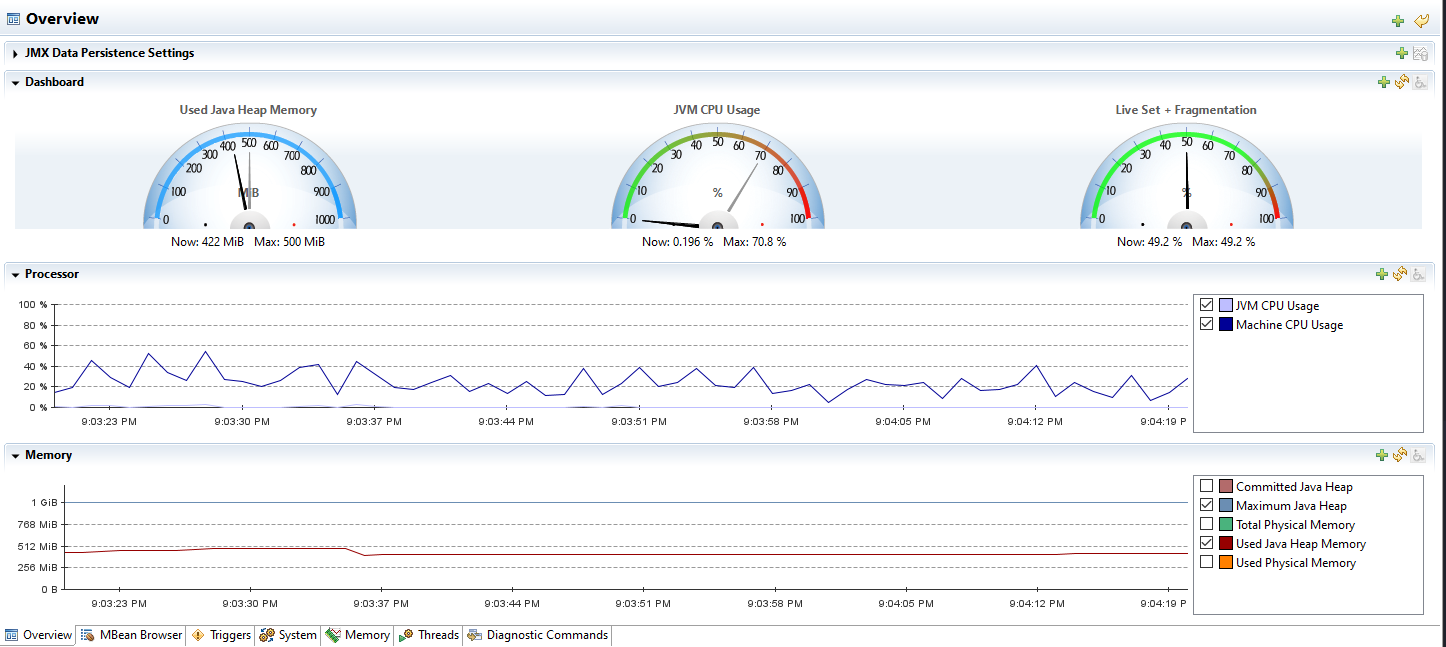 Overview
JMX Data Persistence Settings
Dashboard
Used Java Heap Memory
0 100 200 300 400 500 600 700 800 900 1000
MiB
Now: 422 MiB Max: 500 MiB
JVM CPU Usage
0 10 20 30 40 50 60 70 80 90 100
%
Now: 0.196 % Max: 70.8 %
Live Set + Fragmentation
0 10 20 30 40 50 60 70 80 90 100
%
Now: 49.2 % Max: 49.2 %
Processor
100 %
80 %
60 %
40 %
20 %
0 %
9:03:23 PM 9:03:30 PM 9:03:37 PM 9:03:44 PM 9:03:51 PM 9:03:58 PM 9:04:05 PM 9:04:12 PM 9:04:19 P
JVM CPU Usage
Machine CPU Usage
Memory
1 GiB
768 MiB
512 MiB
256 MiB
0 B
9:03:23 PM 9:03:30 PM 9:03:37 PM 9:03:44 PM 9:03:51 PM 9:03:58 PM 9:04:05 PM 9:04:12 PM 9:04:19 P
Committed Java Heap
Maximum Java Heap
Total Physical Memory
Used Java Heap Memory
Used Physical Memory
Overview MBean Browser Triggers System Memory Threads Diagnostic Commands